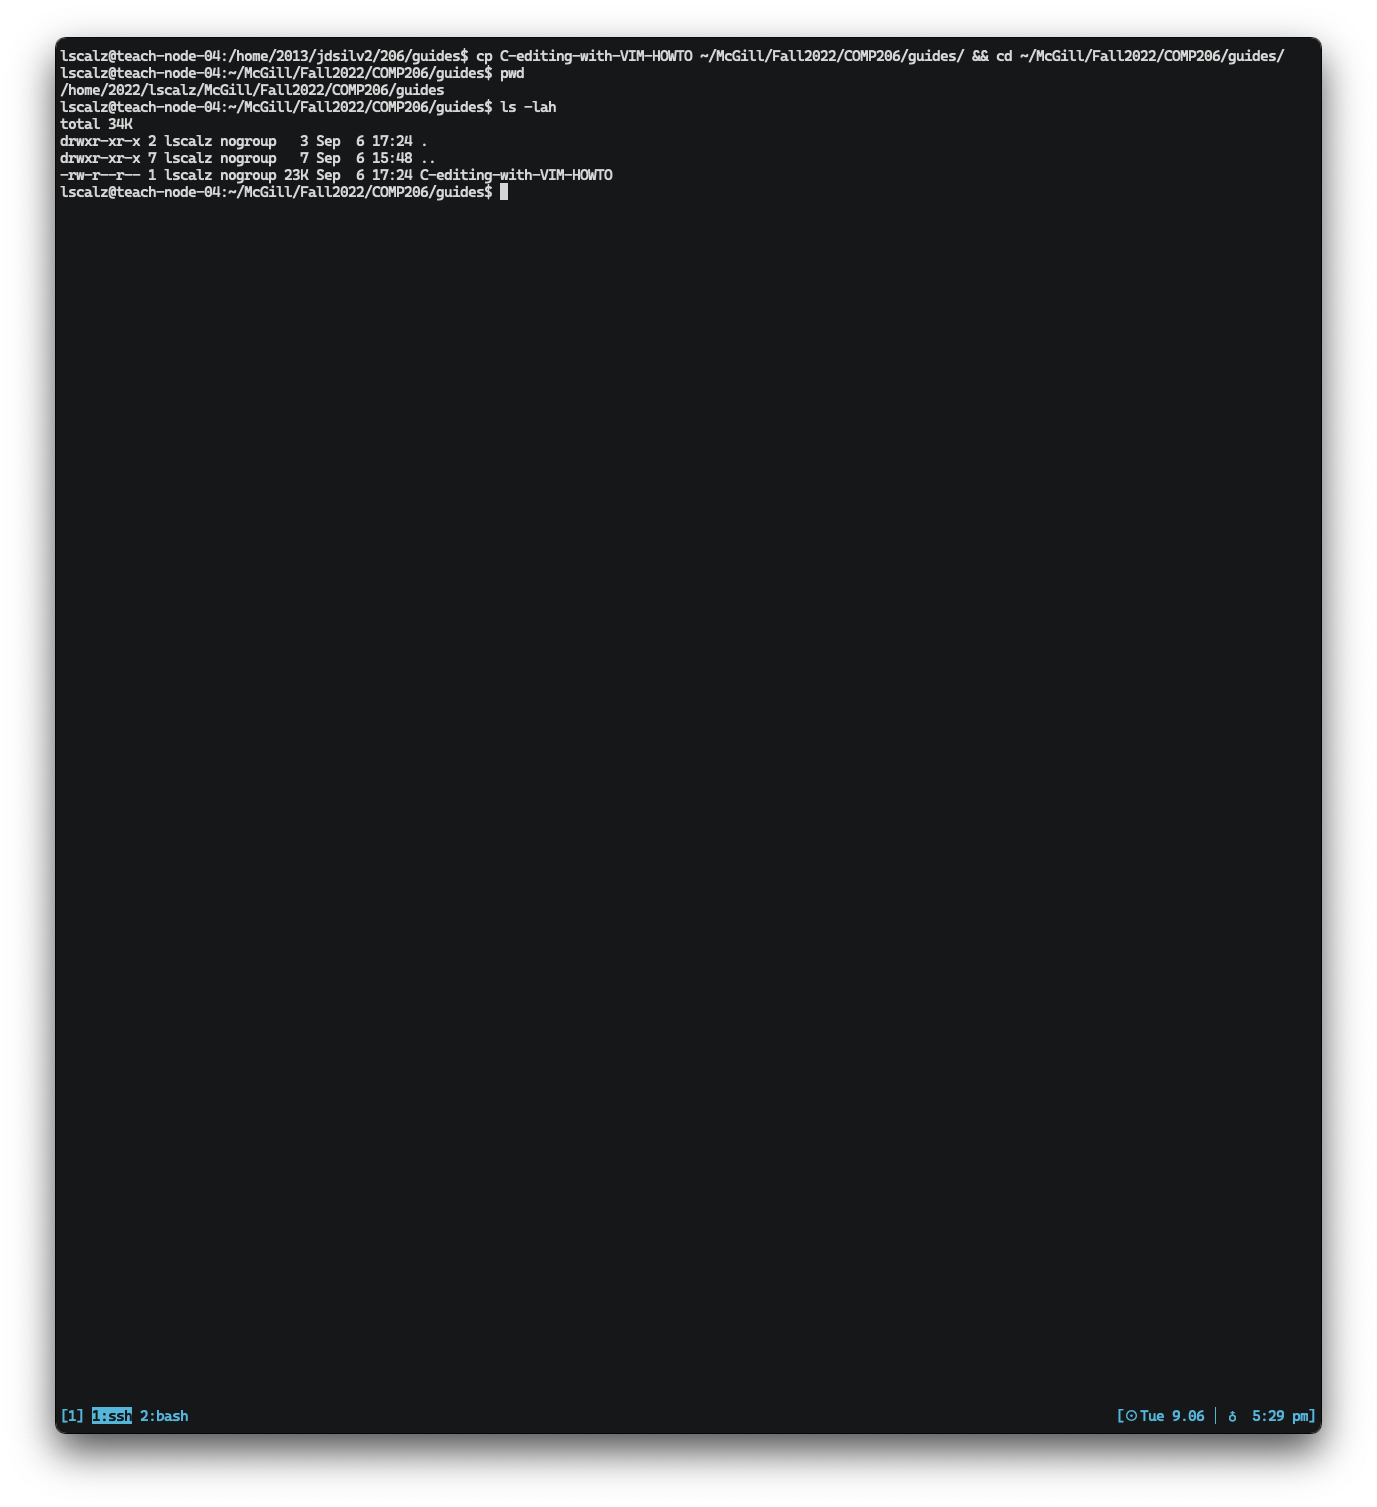 lscalz@teach-node-04:/home/2013/jdsilv2/206/guides$ cp C-editing-with-VIM-HOWTO ~/McGill/Fall2022/COMP206/guides/ && cd ~/McGill/Fall2022/COMP206/guides/
lscalz@teach-node-04:~/McGill/Fall2022/COMP206/guides$ pwd
/home/2022/lscalz/McGill/Fall2022/COMP206/guides
lscalz@teach-node-04:~/McGill/Fall2022/COMP206/guides$ ls -lah
total 34K
drwxr-xr-x 2 lscalz nogroup   3 Sep  6 17:24 .
drwxr-xr-x 7 lscalz nogroup   7 Sep  6 15:48 ..
-rw-r--r-- 1 lscalz nogroup 23K Sep  6 17:24 C-editing-with-VIM-HOWTO
lscalz@teach-node-04:~/McGill/Fall2022/COMP206/guides$
[1] 1:ssh 2:bash [☉Tue 9.06 │ ♁ 5:29 pm]